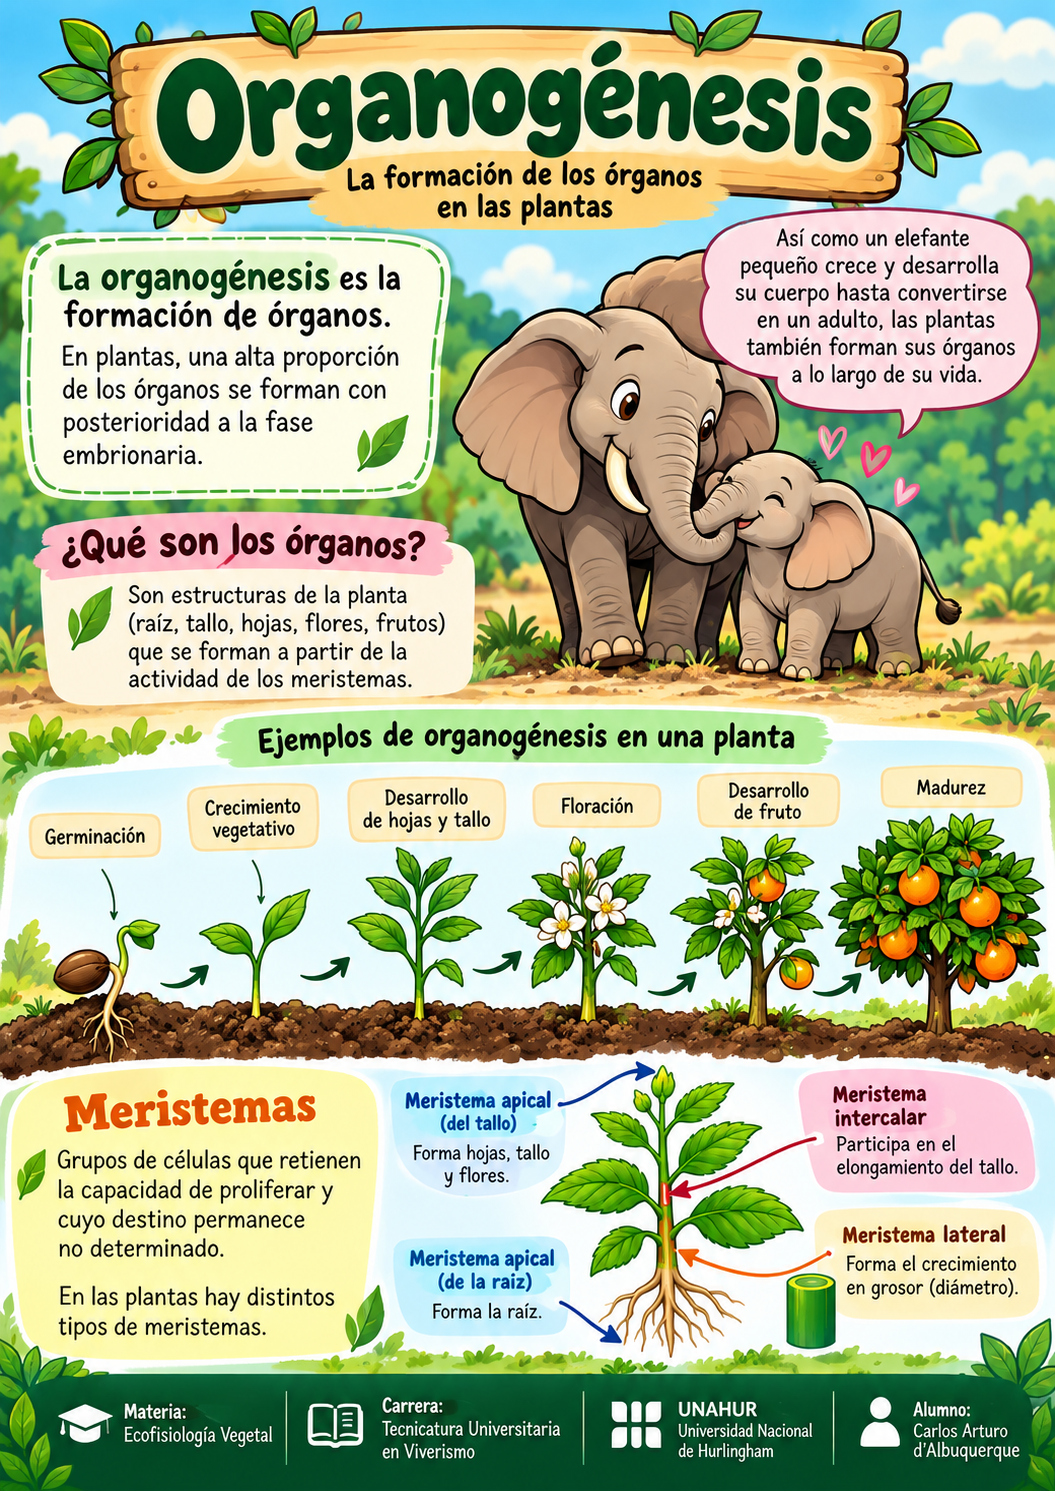 Organogénesis
La formación de los órganos
en las plantas
La organogénesis es la
formación de órganos.
En plantas, una alta proporción
de los órganos se forman con
posterioridad a la fase
embrionaria.
Así como un elefante
pequeño crece y desarrolla
su cuerpo hasta convertirse
en un adulto, las plantas
también forman sus órganos
a lo largo de su vida.
¿Qué son los órganos?
Son estructuras de la planta
(raíz, tallo, hojas, flores, frutos)
que se forman a partir de la
actividad de los meristemas.
Ejemplos de organogénesis en una planta
Germinación
Crecimiento
vegetativo
Desarrollo
de hojas y tallo
Floración
Desarrollo
de fruto
Madurez
Meristemas
Grupos de células que retienen
la capacidad de proliferar y
cuyo destino permanece
no determinado.
En las plantas hay distintos
tipos de meristemas.
Meristema apical
(del tallo)
Forma hojas, tallo
y flores.
Meristema apical
(de la raiz)
Forma la raíz.
Meristema
intercalar
Participa en el
elongamiento del tallo.
Meristema lateral
Forma el crecimiento
en grosor (diámetro).
Materia:
Ecofisiología Vegetal
Carrera:
Tecnicatura Universitaria
en Viverismo
UNAHUR
Universidad Nacional
de Hurlingham
Alumno:
Carlos Arturo
d'Albuquerque